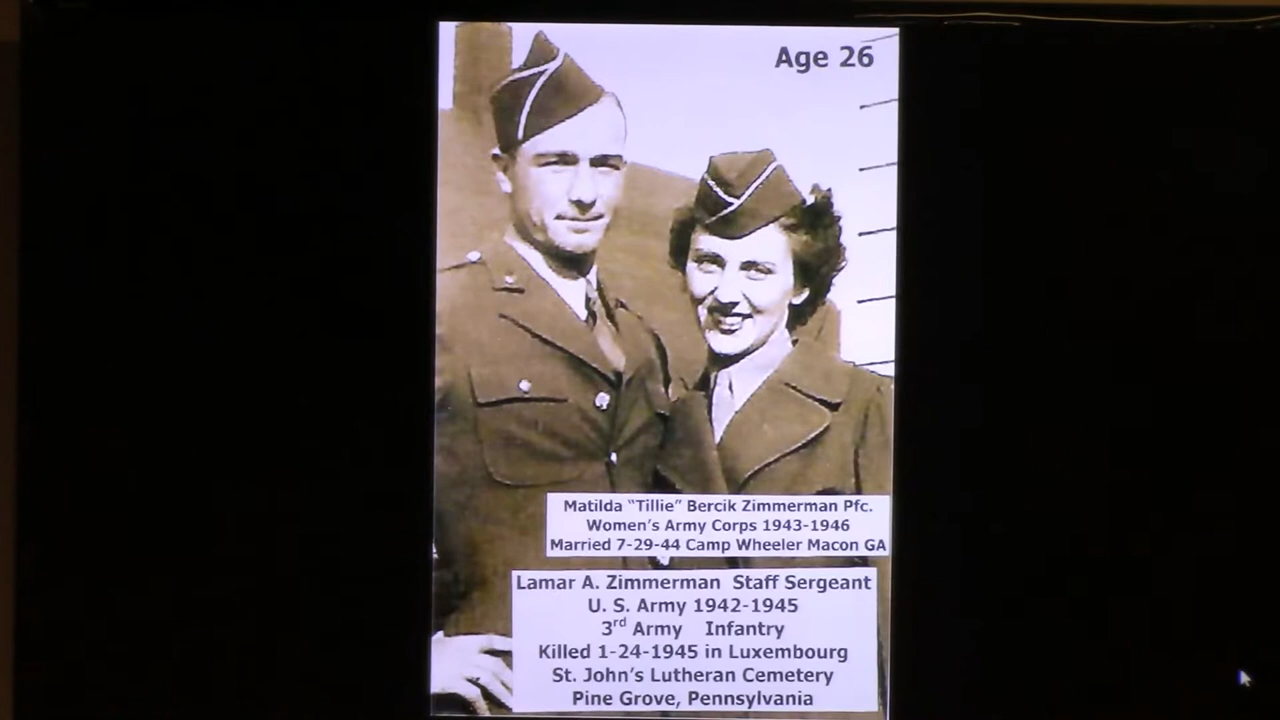 Age 26
Matilda “Tillie” Bercik Zimmerman Pfc.
Women’s Army Corps 1943-1946
Married 7-29-44 Camp Wheeler Macon GA
Lamar A. Zimmerman Staff Sergeant
U. S. Army 1942-1945
3rd Army Infantry
Killed 1-24-1945 in Luxembourg
St. John’s Lutheran Cemetery
Pine Grove, Pennsylvania